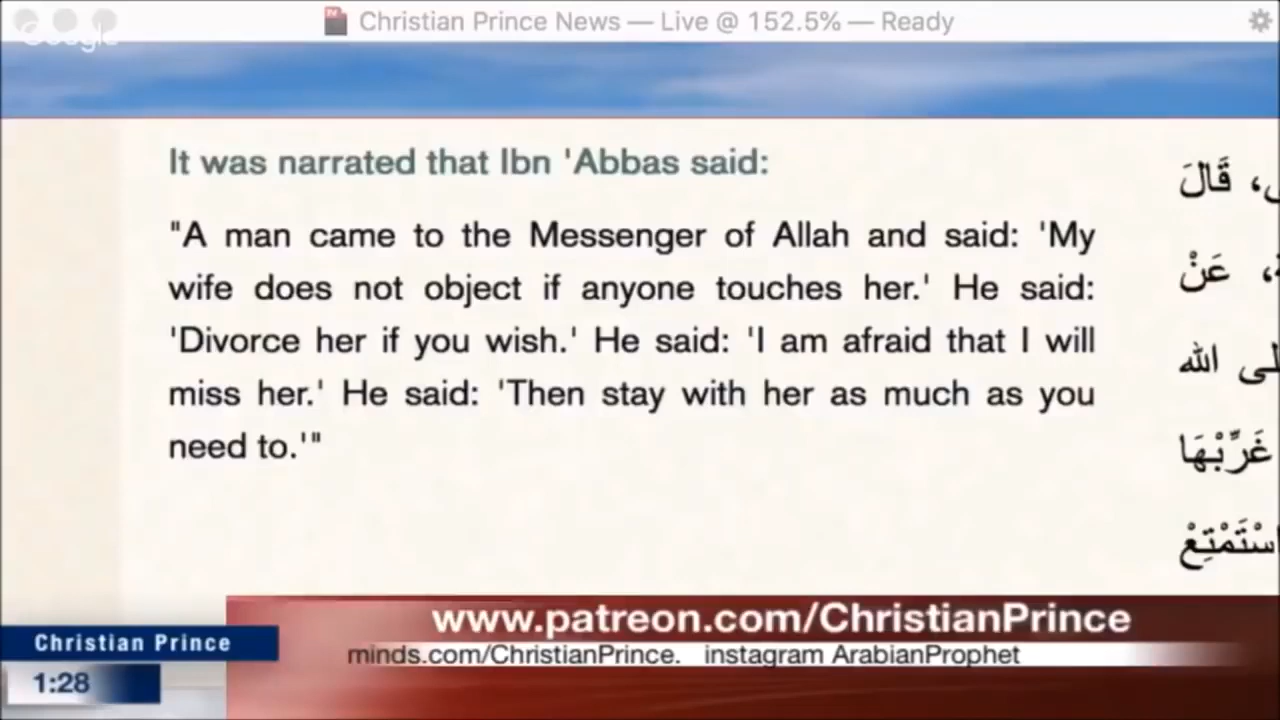 Christian Prince News — Live @ 152.5% — Ready
Google
It was narrated that Ibn 'Abbas said:
"A man came to the Messenger of Allah and said: 'My
wife does not object if anyone touches her.' He said:
'Divorce her if you wish.' He said: 'I am afraid that I will
miss her.' He said: 'Then stay with her as much as you
need to.'"
، قَالَ
، عَنْ
لى الله
غَرِّبْهَا
سْتَمْتِعْ
www.patreon.com/ChristianPrince
Christian Prince
minds.com/ChristianPrince. instagram ArabianProphet
1:28